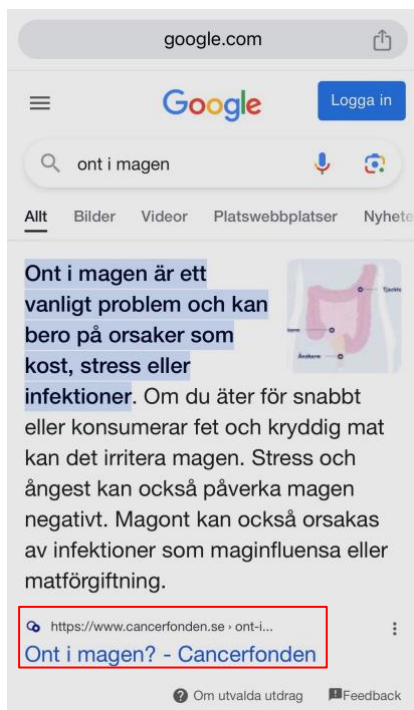 google.com
Google
Logga in
ont i magen
Allt Bilder Videor Platswebbplatser Nyhete
Ont i magen är ett
vanligt problem och kan
bero på orsaker som
kost, stress eller
infektioner. Om du äter för snabbt
eller konsumerar fet och kryddig mat
kan det irritera magen. Stress och
ångest kan också påverka magen
negativt. Magont kan också orsakas
av infektioner som maginfluensa eller
matförgiftning.
https://www.cancerfonden.se › ont-i...
Ont i magen? - Cancerfonden
Om utvalda utdrag Feedback